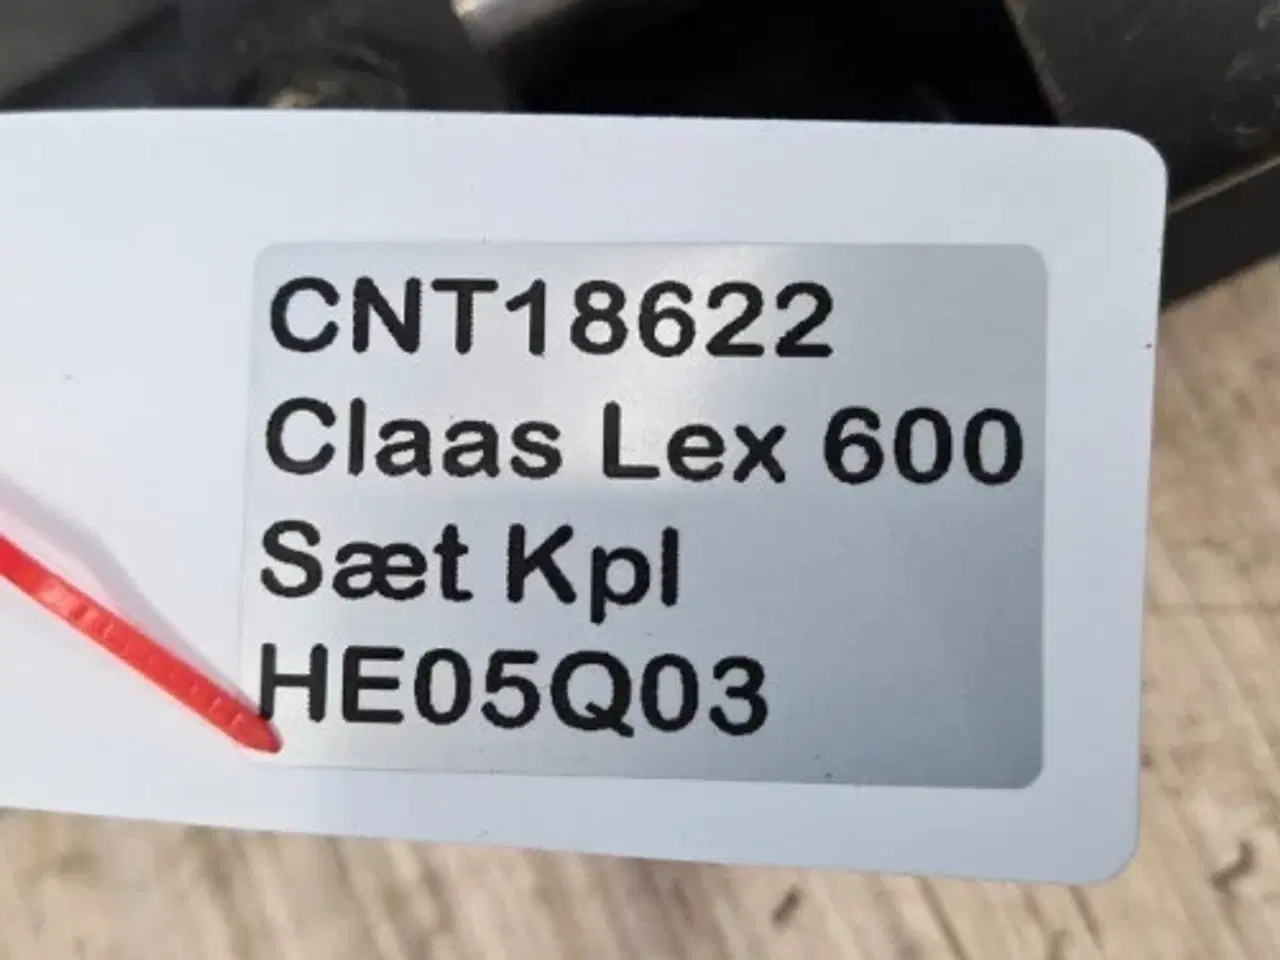 CNT18622
Claas Lex 600
Sæt Kpl
HE05Q03